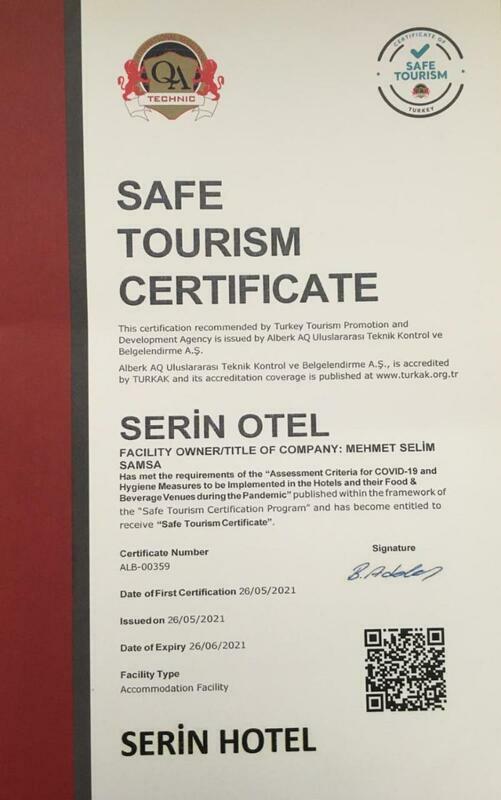 QA
TECHNIC
CERTIFICATE OF
SAFE
TOURISM
TURKEY
SAFE
TOURISM
CERTIFICATE
This certification recommended by Turkey Tourism Promotion and
Development Agency is issued by Alberk AQ Uluslararası Teknik Kontrol ve
Belgelendirme A.Ş.
Alberk AQ Uluslararası Teknik Kontrol ve Belgelendirme A.Ş., is accredited
by TURKAK and its accreditation coverage is published at www.turkak.org.tr
SERİN OTEL
FACILITY OWNER/TITLE OF COMPANY: MEHMET SELİM
SAMSA
Has met the requirements of the "Assessment Criteria for COVID-19 and
Hygiene Measures to be Implemented in the Hotels and their Food &
Beverage Venues during the Pandemic" published within the framework of
the "Safe Tourism Certification Program" and has become entitled to
receive "Safe Tourism Certificate".
Certificate Number
ALB-00359
Signature
Date of First Certification 26/05/2021
Issued on 26/05/2021
Date of Expiry 26/06/2021
Facility Type
Accommodation Facility
SERİN HOTEL